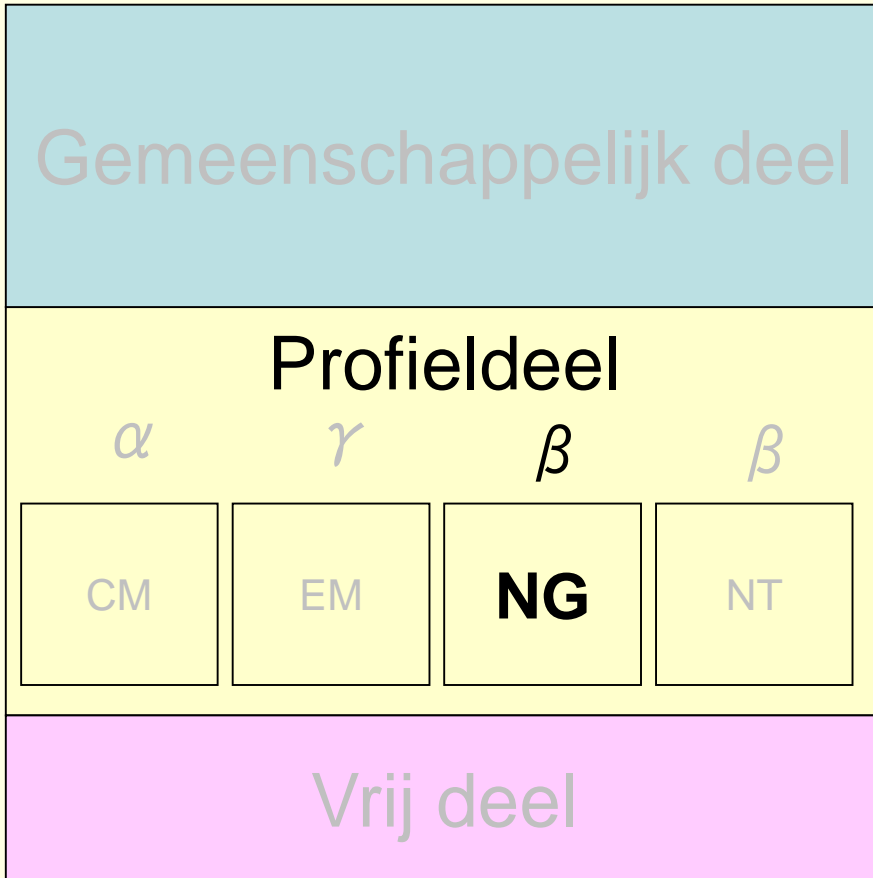 Gemeenschappelijk deel
Profieldeel
α γ β β
CM EM NG NT
Vrij deel